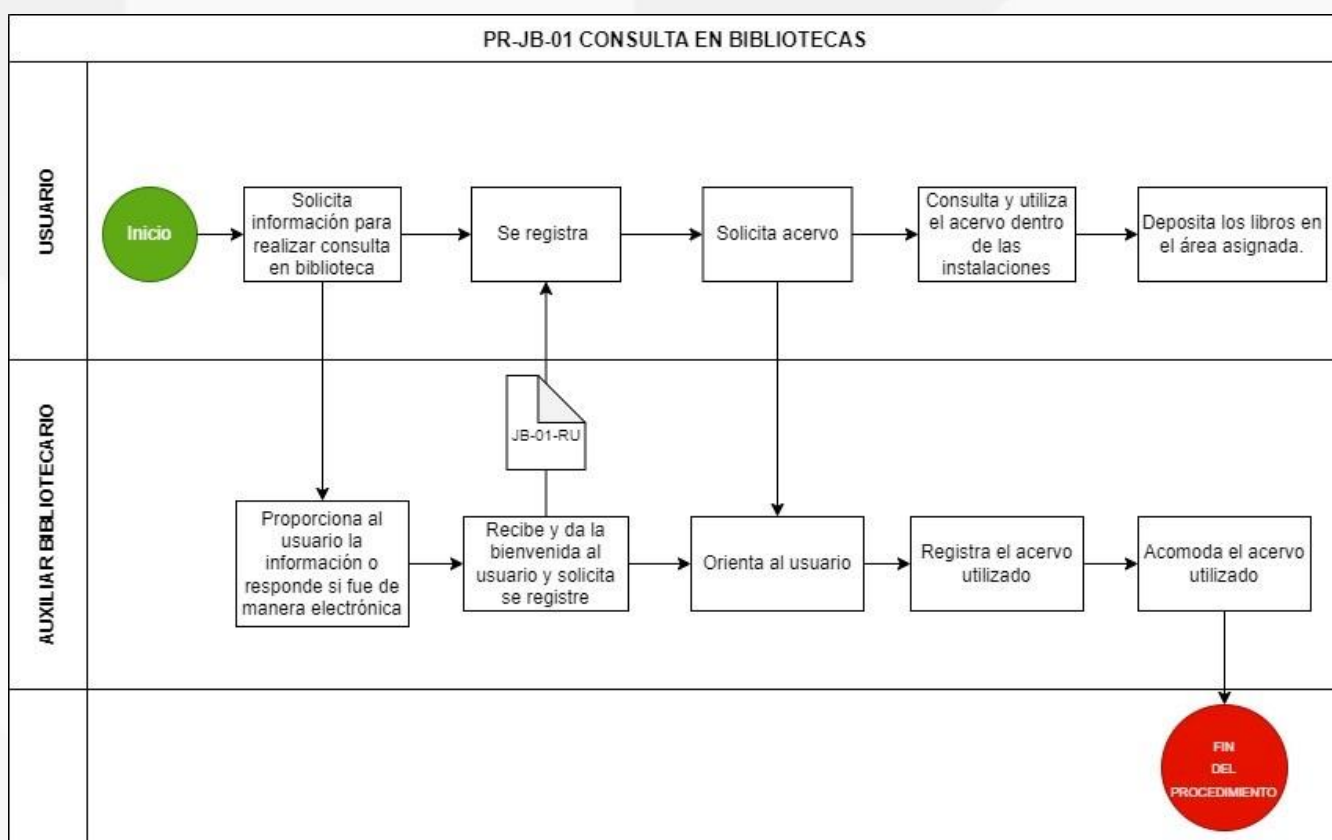 PR-JB-01 CONSULTA EN BIBLIOTECAS
USUARIO
Inicio
Solicita
información para
realizar consulta
en biblioteca
Se registra
Solicita acervo
Consulta y utiliza
el acervo dentro
de las
instalaciones
Deposita los libros en
el área asignada.
AUXILIAR BIBLIOTECARIO
JB-01-RU
Proporciona al
usuario la
información o
responde si fue de
manera electrónica
Recibe y da la
bienvenida al
usuario y solicita
se registre
Orienta al usuario
Registra el acervo
utilizado
Acomoda el acervo
utilizado
FIN
DEL
PROCEDIMIENTO